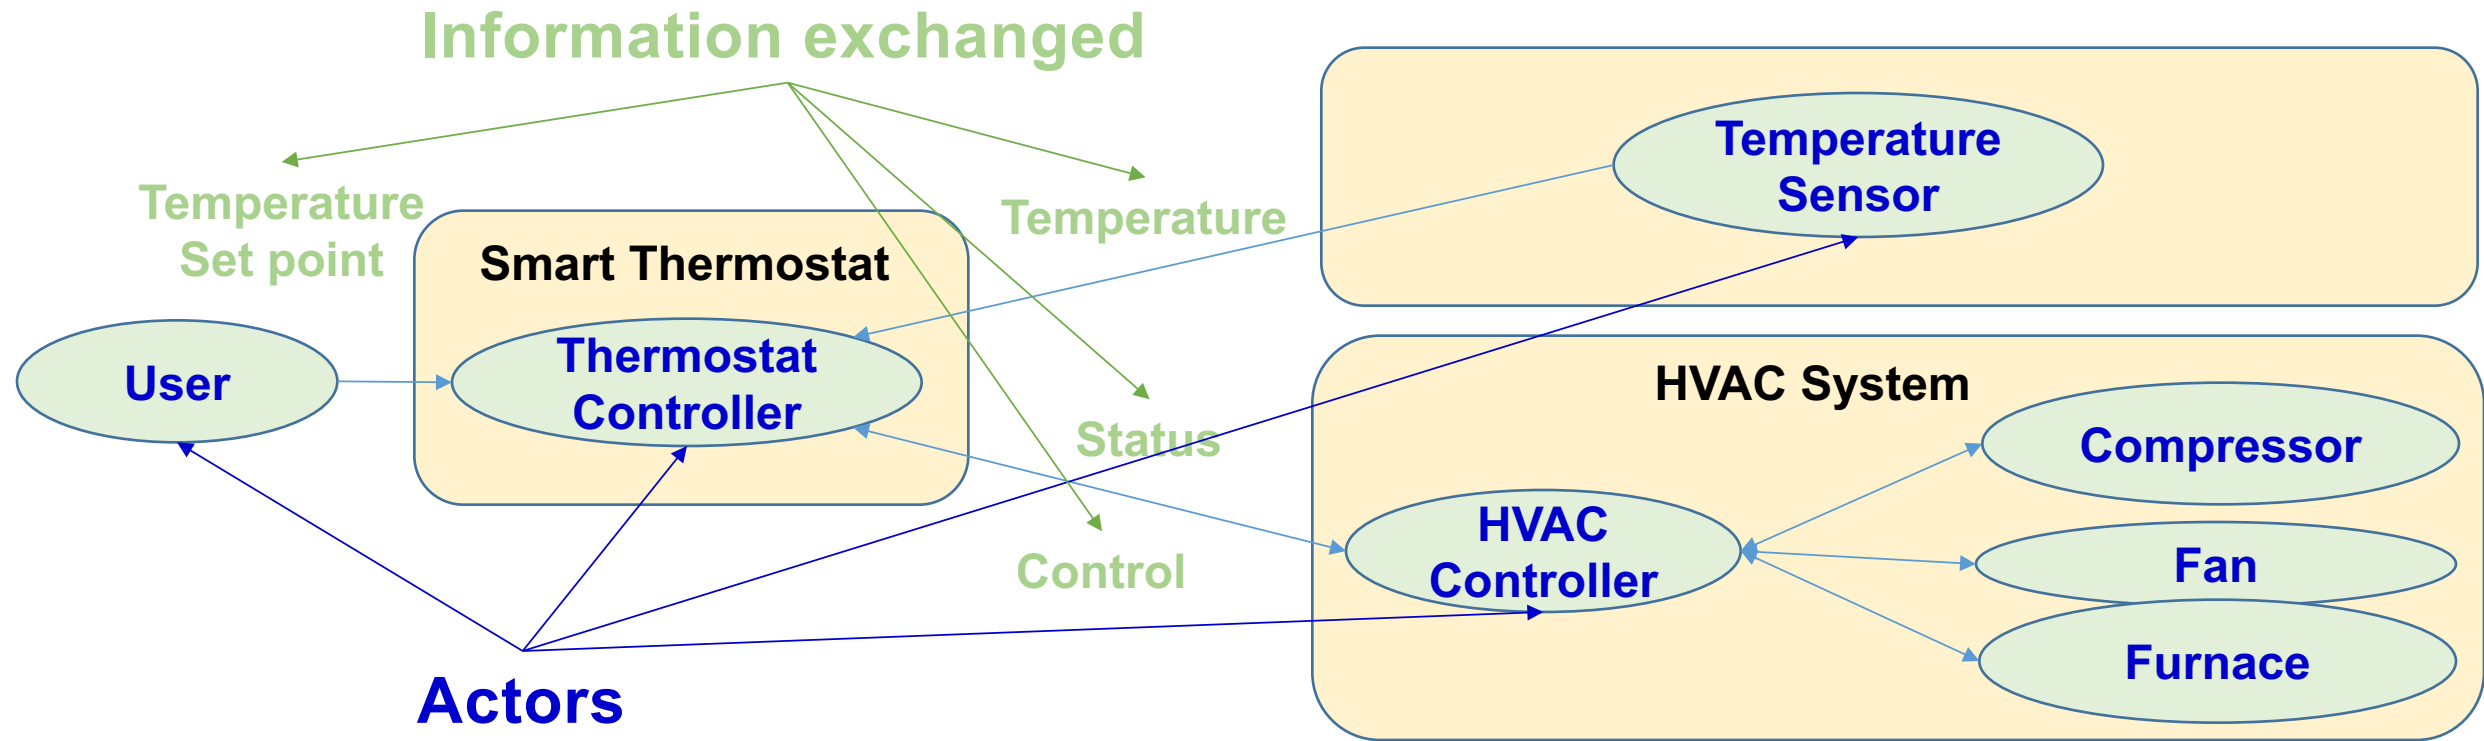 Information exchanged
Temperature
Set point
Smart Thermostat
Temperature
Temperature
Sensor
User
Thermostat
Controller
Status
Control
HVAC System
HVAC
Controller
Compressor
Fan
Furnace
Actors